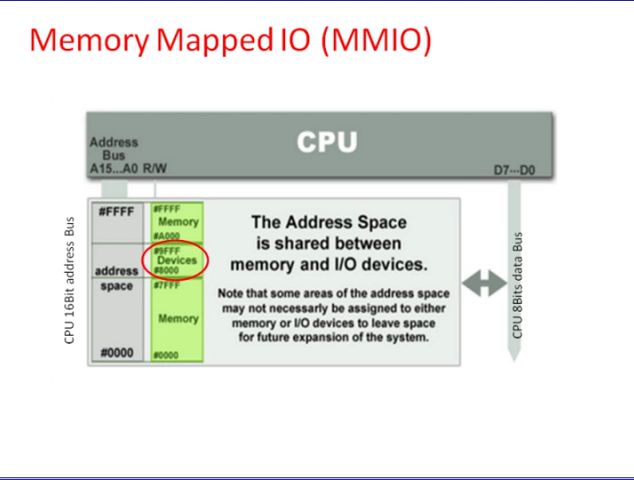 Memory Mapped IO (MMIO)
CPU
Address
Bus
A15...A0 R/W
D7...D0
CPU 16Bit address Bus
#FFFF
address
space
#0000
#FFFF
Memory
#A000
#9FFF
Devices
#8000
#7FFF
Memory
#0000
The Address Space
is shared between
memory and I/O devices.
Note that some areas of the address space
may not necessarly be assigned to either
memory or I/O devices to leave space
for future expansion of the system.
CPU 8Bits data Bus